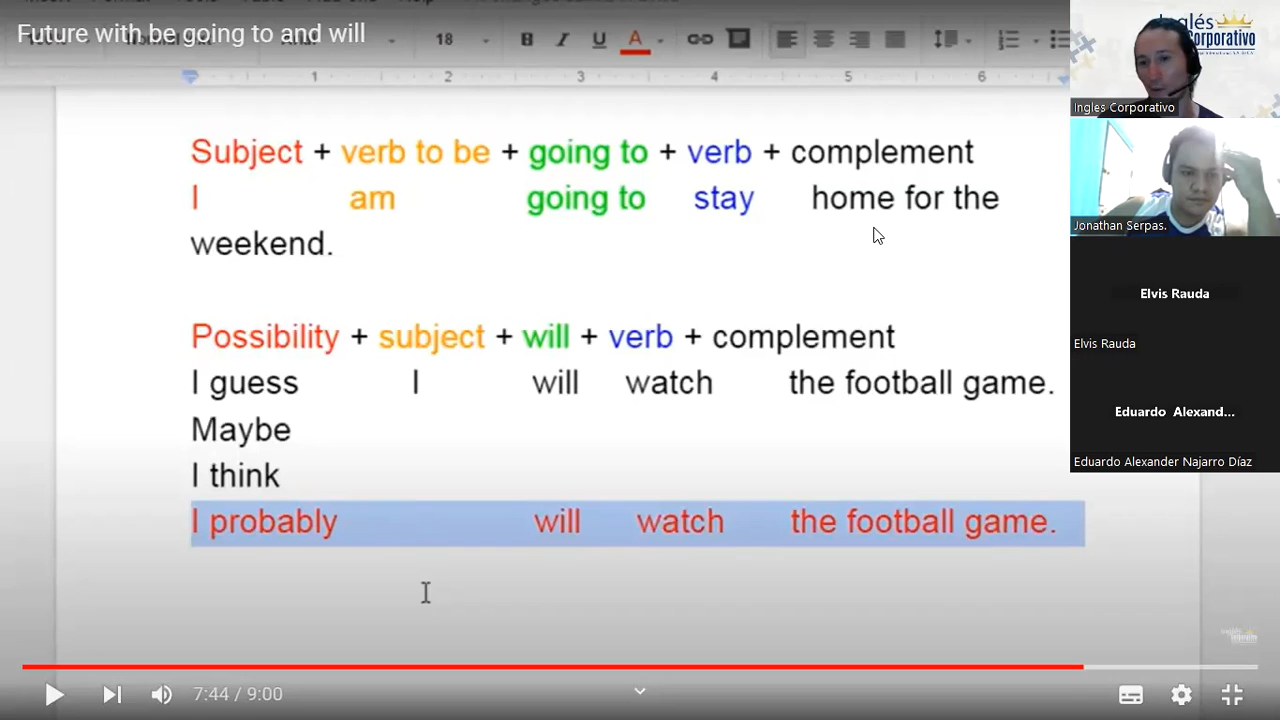 Future with be going to and will
18
B I U A
1 2 3 4 5 6
Subject + verb to be + going to + verb + complement
I am going to stay home for the
weekend.
Possibility + subject + will + verb + complement
I guess I will watch the football game.
Maybe
I think
I probably will watch the football game.
7:44 / 9:00
Inglés
Corporativo
Ingles Corporativo
Jonathan Serpas.
Elvis Rauda
Elvis Rauda
Eduardo Alexand...
Eduardo Alexander Najarro Díaz